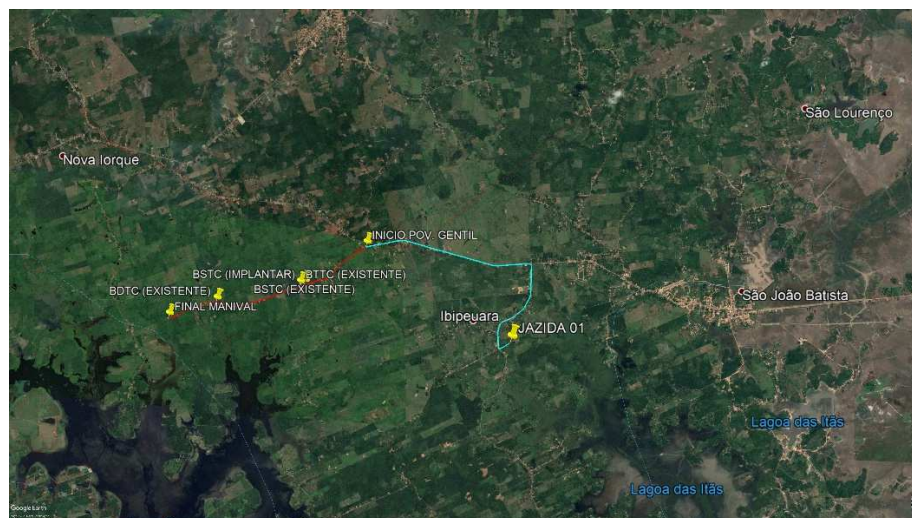 São Lourenço
Nova Iorque
INICIO POV. GENTIL
BSTC (IMPLANTAR)
BTTC (EXISTENTE)
BDTC (EXISTENTE)
BSTC (EXISTENTE)
FINAL MANIVAL
São João Batista
Ibipeuara
JAZIDA 01
Lagoa das Itãs
Lagoa das Itãs
Google Earth